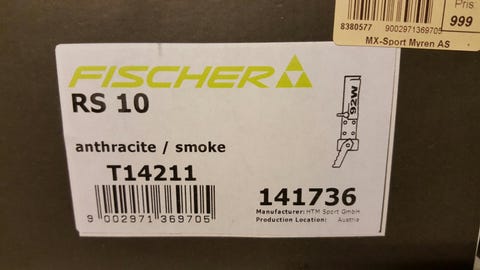 Pris
999
8380577 9002971369705
MX-Sport Myren AS
FISCHER
RS 10
92W
anthracite / smoke
T14211
9 002971 369705
141736
Manufacturer: HTM Sport GmbH
Production Location: Austria